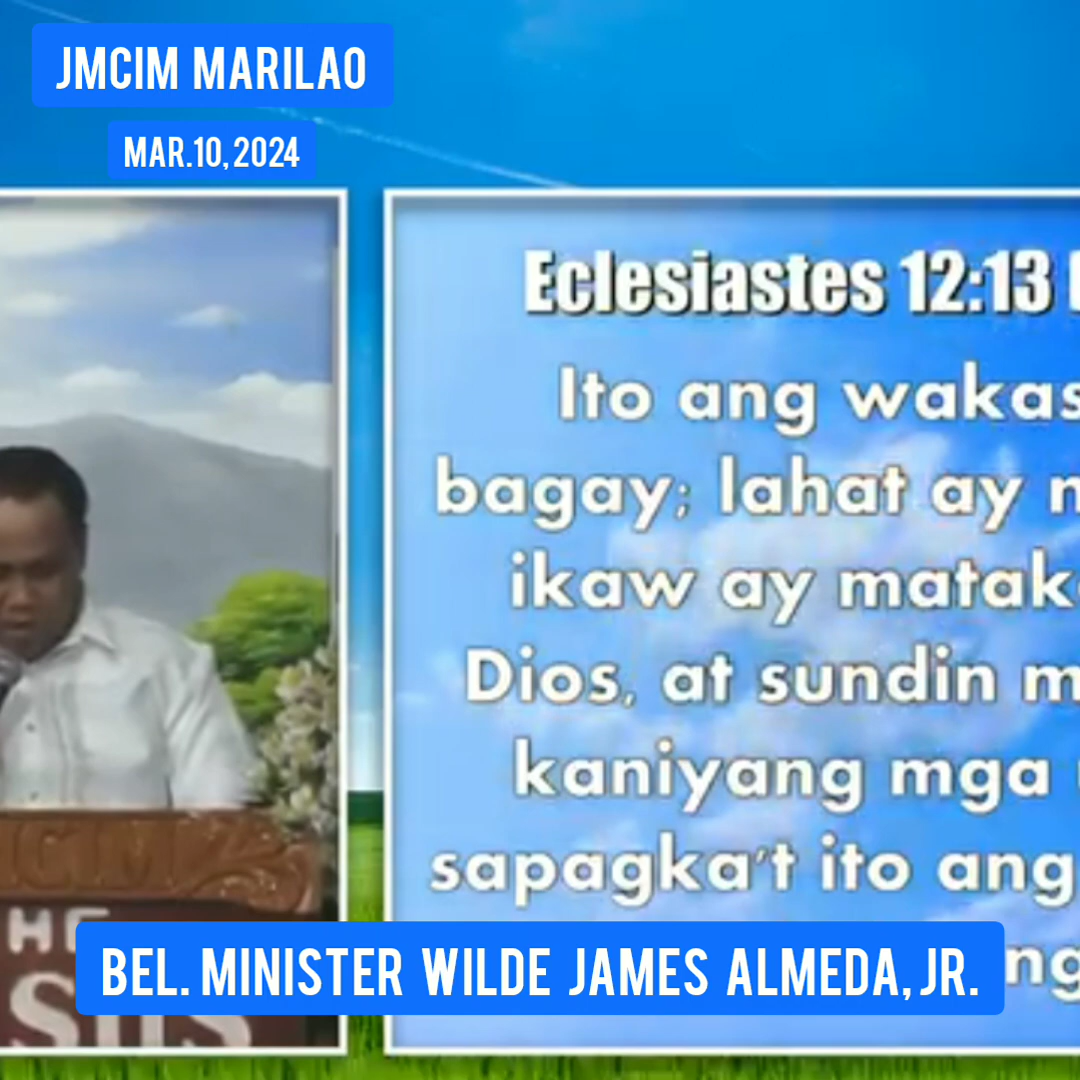 JMCIM MARILAO
MAR.10,2024
Eclesiastes 12:13
Ito ang wakas
bagay; lahat ay
ikaw ay
Dios, at sundin
kaniyang mga
sapagka't ito ang
BEL. MINISTER WILDE JAMES ALMEDA, JR.